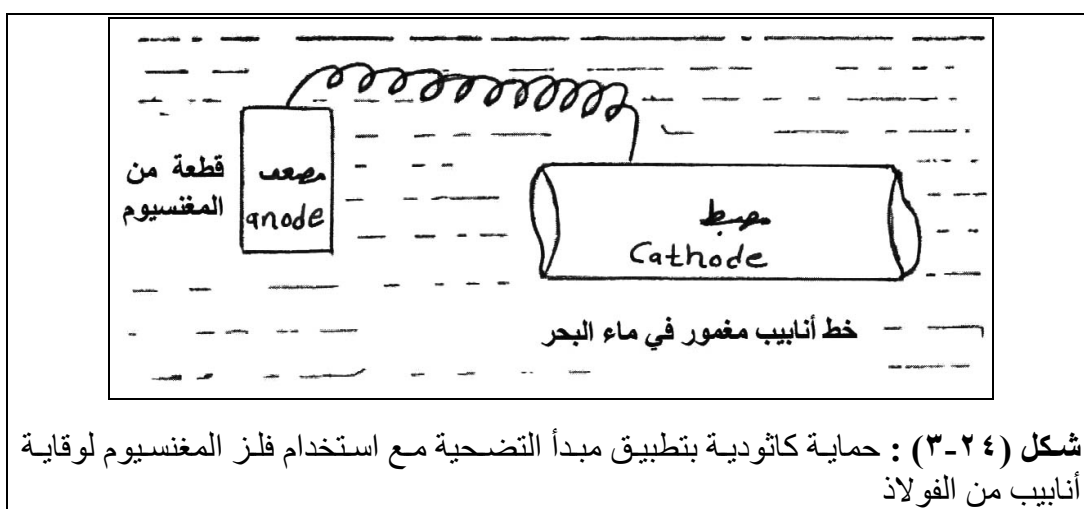 قطعة من
المغنسيوم
مصعد
anode
مهبط
Cathode
خط أنابيب مغمور في ماء البحر
شكل (٢٤-٣) : حماية كاثودية بتطبيق مبدأ التضحية مع استخدام فلز المغنسيوم لوقاية
أنابيب من الفولاذ